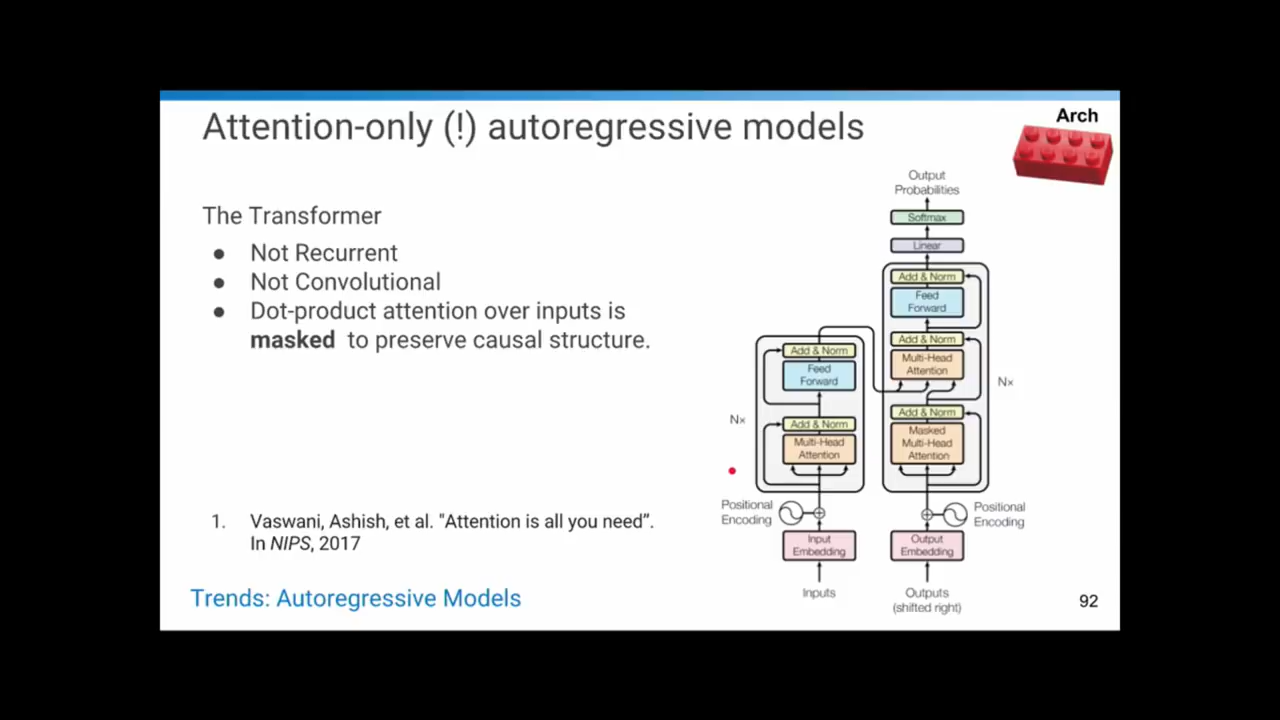 Attention-only (!) autoregressive models
Arch
The Transformer
● Not Recurrent
● Not Convolutional
● Dot-product attention over inputs is
masked to preserve causal structure.
1. Vaswani, Ashish, et al. "Attention is all you need”.
In NIPS, 2017
Output
Probabilities
Softmax
Linear
Add & Norm
Feed
Forward
Add & Norm
Multi-Head
Attention
Nx
Add & Norm
Masked
Multi-Head
Attention
Add & Norm
Feed
Forward
Nx
Add & Norm
Multi-Head
Attention
Positional
Encoding
Positional
Encoding
Input
Embedding
Output
Embedding
Inputs
Outputs
(shifted right)
Trends: Autoregressive Models
92